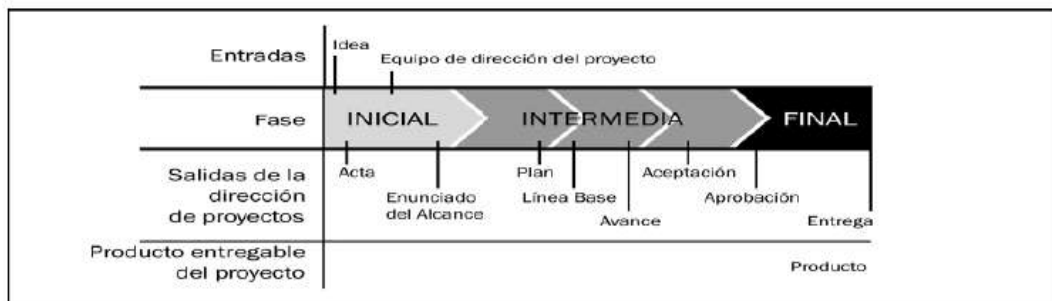 Entradas
Idea
Equipo de dirección del proyecto
Fase
INICIAL
INTERMEDIA
FINAL
Salidas de la
dirección
de proyectos
Acta
Enunciado
del Alcance
Plan
Línea Base
Avance
Aceptación
Aprobación
Entrega
Producto entregable
del proyecto
Producto